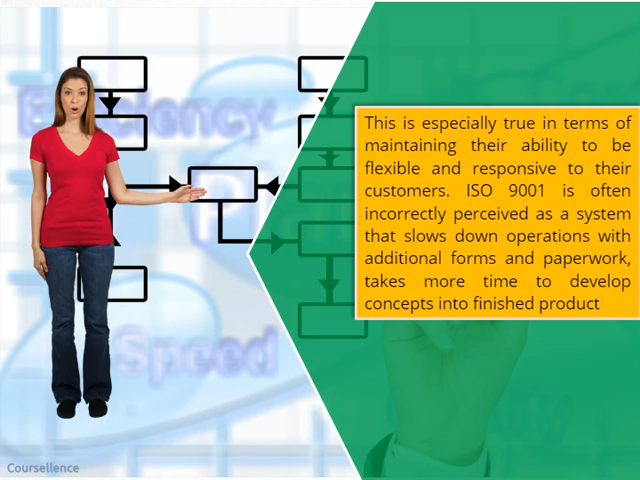 Efficiency
Speed
This is especially true in terms of
maintaining their ability to be
flexible and responsive to their
customers. ISO 9001 is often
incorrectly perceived as a system
that slows down operations with
additional forms and paperwork,
takes more time to develop
concepts into finished product
Coursellence